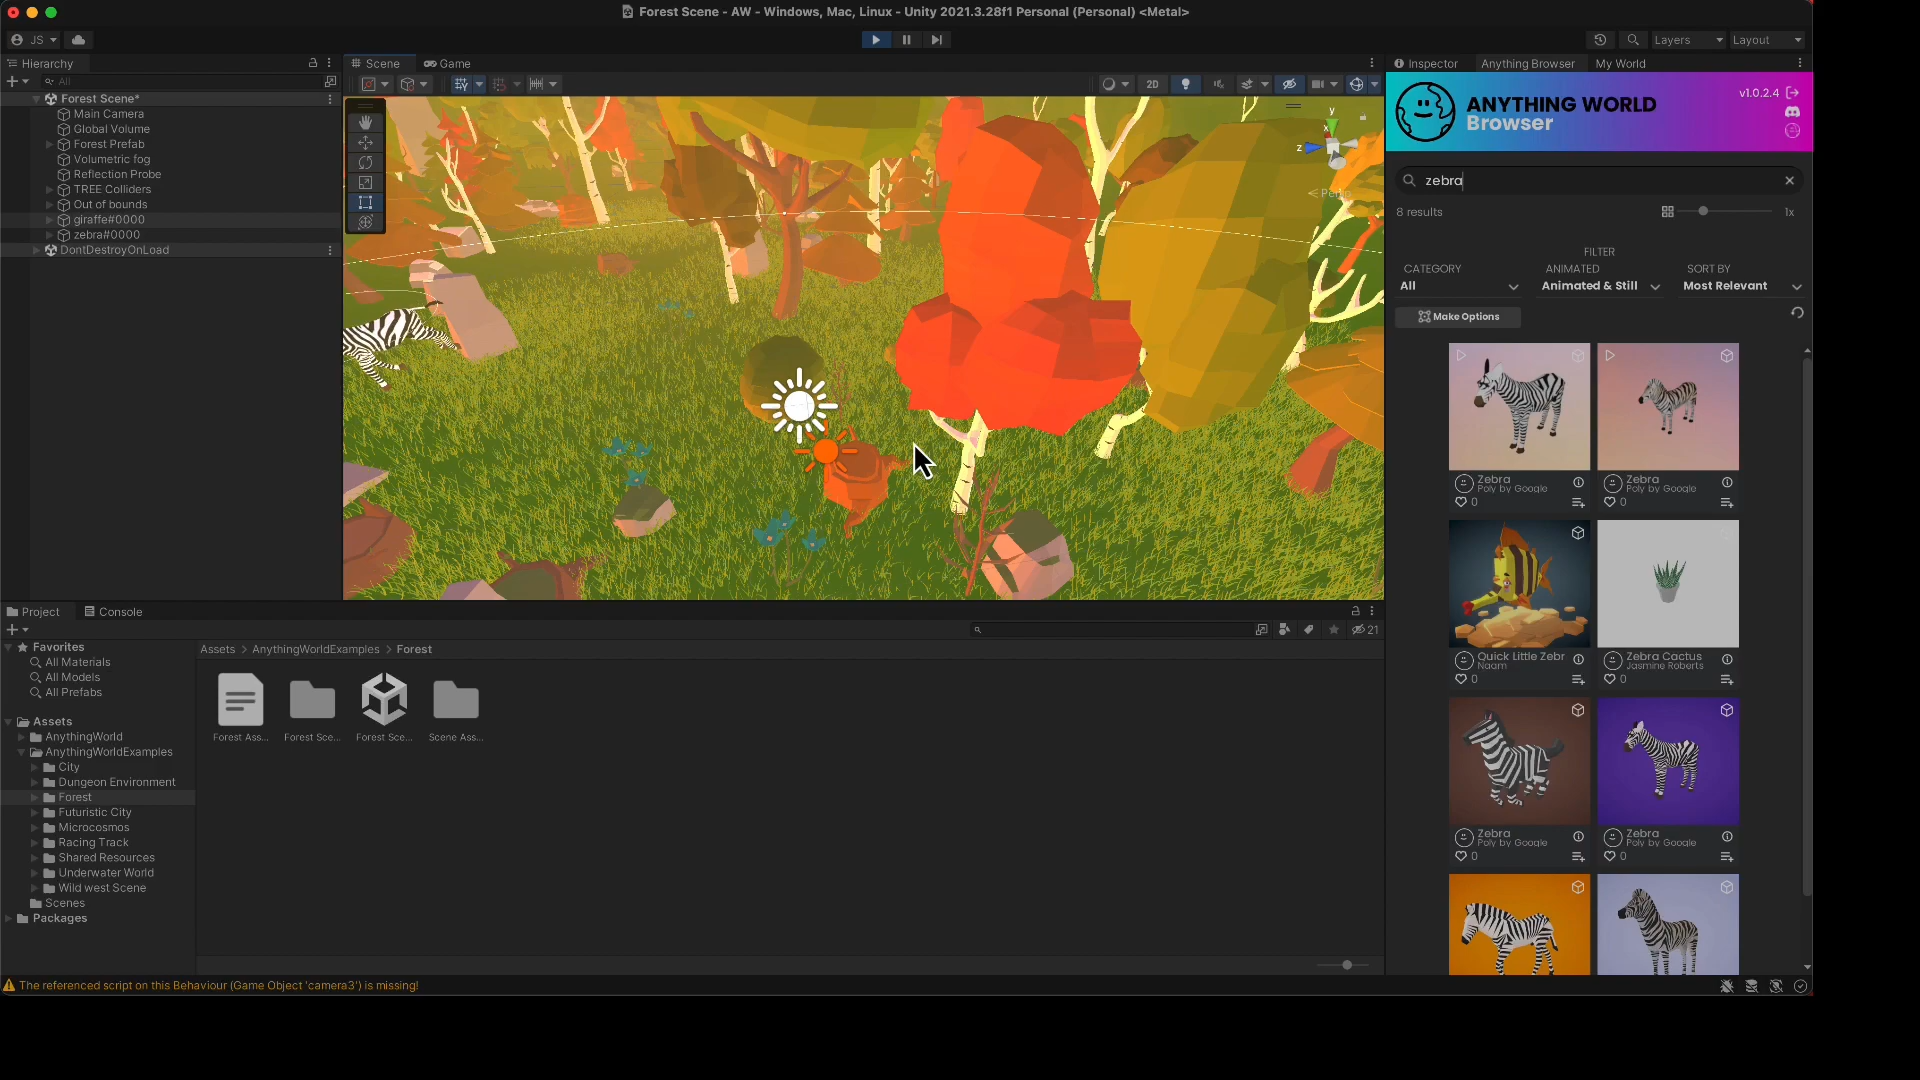 Forest Scene - AW - Windows, Mac, Linux - Unity 2021.3.28f1 Personal (Personal) <Metal>
JS
Layers
Layout
Hierarchy
All
Forest Scene*
Main Camera
Global Volume
Forest Prefab
Volumetric fog
Reflection Probe
TREE Colliders
Out of bounds
giraffe#0000
zebra#0000
DontDestroyOnLoad
Scene
Game
2D
y
x
z
Inspector
Anything Browser
My World
ANYTHING WORLD
Browser
v1.0.2.4
zebra
8 results
1x
FILTER
CATEGORY
ANIMATED
SORT BY
All
Animated & Still
Most Relevant
Make Options
Zebra
Poly by Google
0
Zebra
Poly by Google
0
Quick Little Zebr
Naam
0
Zebra Cactus
Jasmine Roberts
0
Zebra
Poly by Google
0
Zebra
Poly by Google
0
Project
Console
21
Favorites
All Materials
All Models
All Prefabs
Assets
AnythingWorld
AnythingWorldExamples
City
Dungeon Environment
Forest
Futuristic City
Microcosmos
Racing Track
Shared Resources
Underwater World
Wild west Scene
Scenes
Packages
Assets > AnythingWorldExamples > Forest
Forest Ass...
Forest Sce...
Forest Sce...
Scene Ass...
The referenced script on this Behaviour (Game Object 'camera3') is missing!